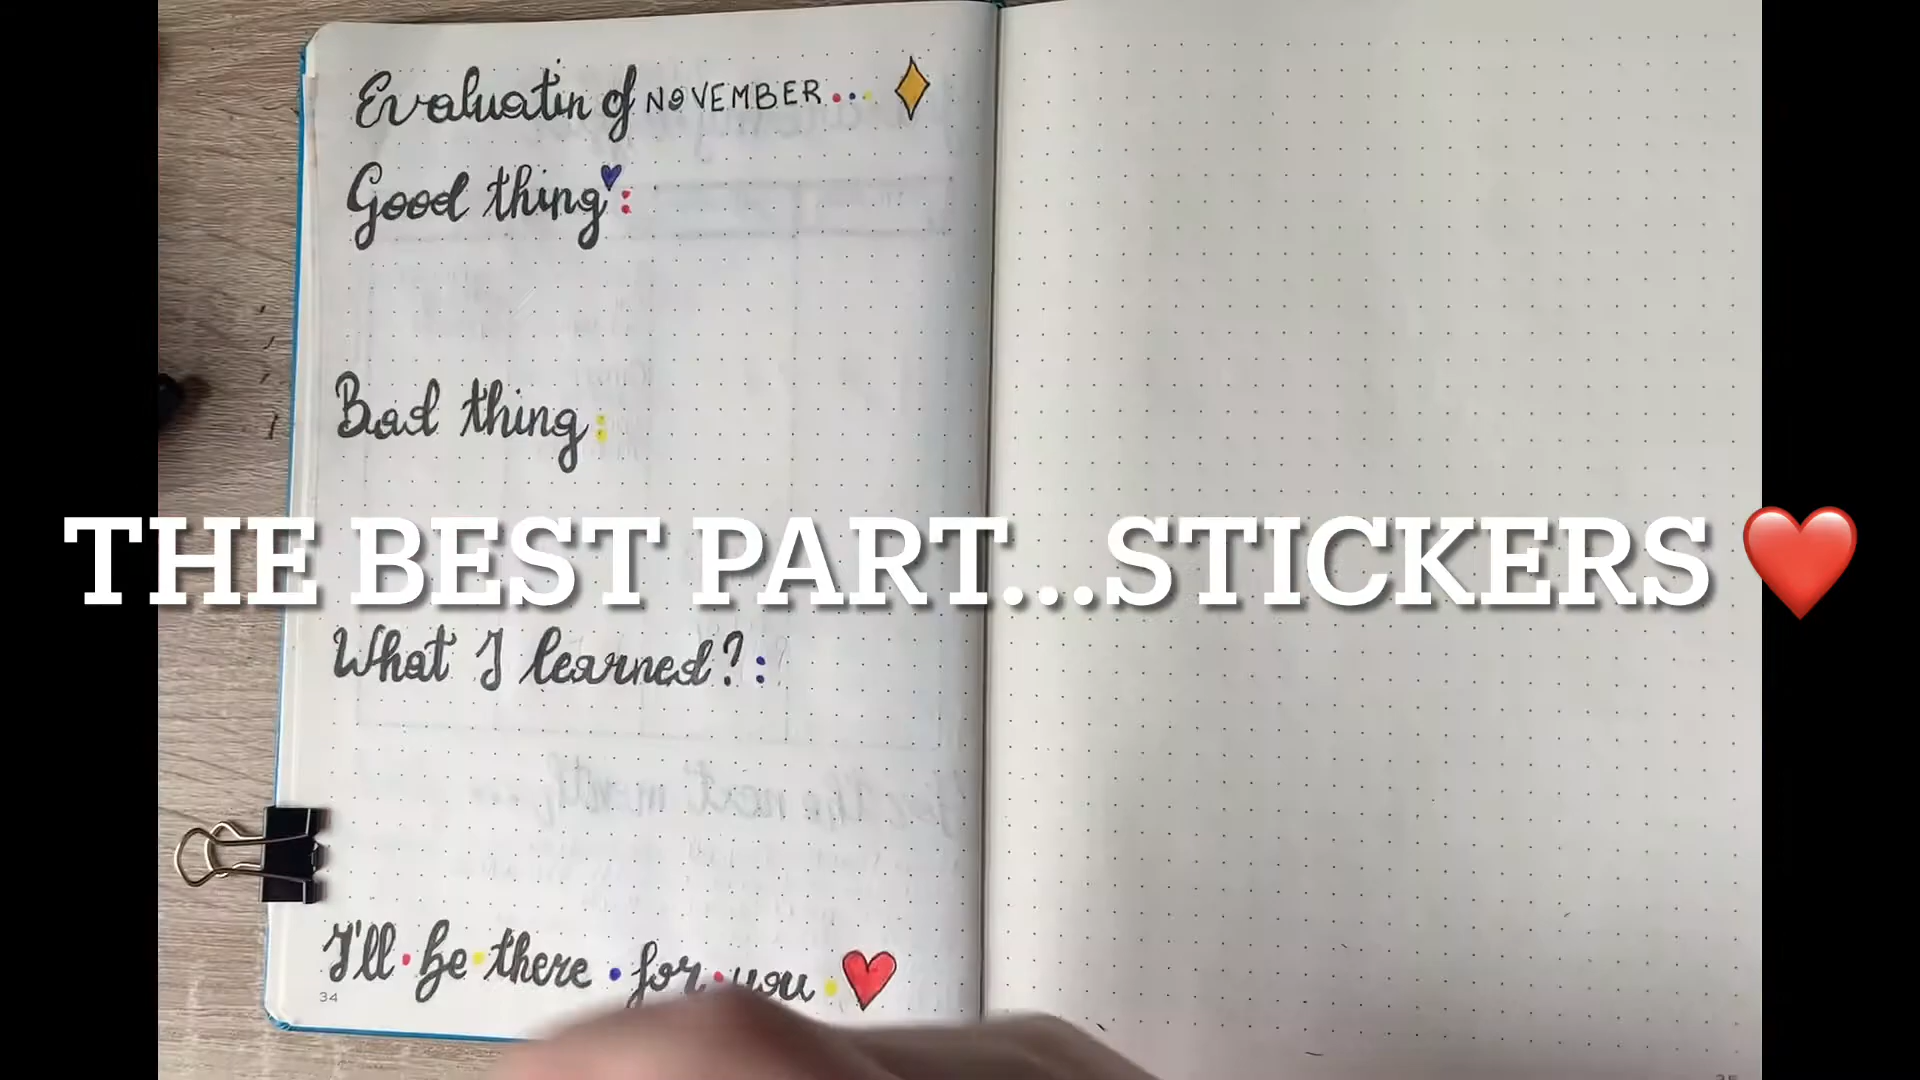 Evaluatin of NOVEMBER...
Good thing:
Bad thing:
THE BEST PART...STICKERS ❤️
What I learned?:
I'll•be•there•for•you•
34